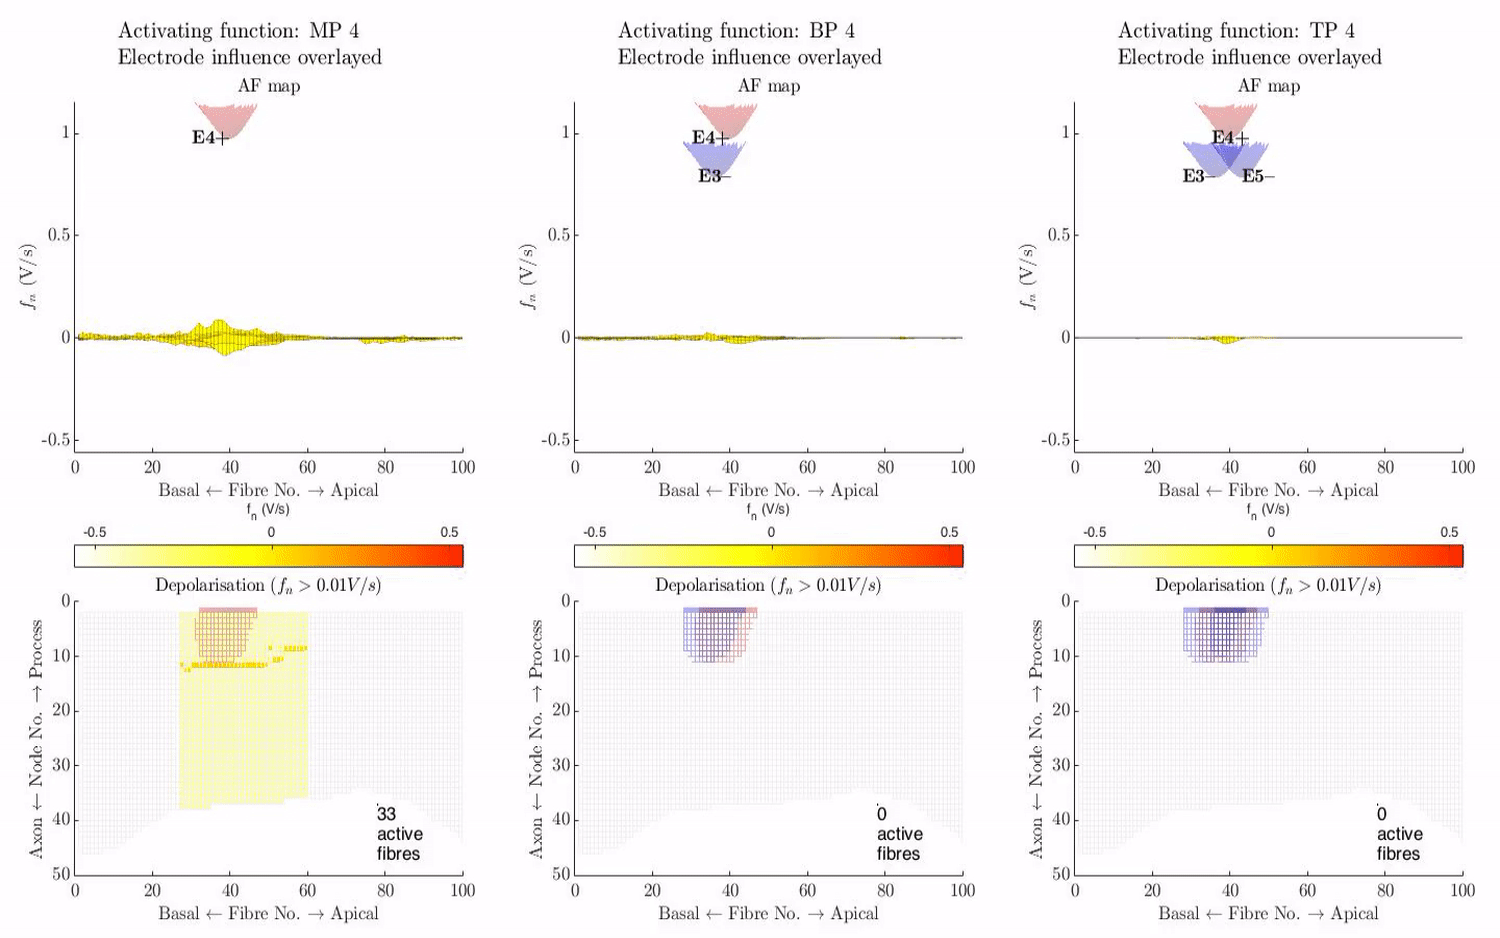 Activating function: MP 4
Electrode influence overlayed
AF map
E4+
1
0.5
0
-0.5
f_n (V/s)
0 20 40 60 80 100
Basal ← Fibre No. → Apical
f_n (V/s)
-0.5 0 0.5
Depolarisation (f_n > 0.01V/s)
0
10
20
30
40
50
Axon ← Node No. → Process
33
active
fibres
0 20 40 60 80 100
Basal ← Fibre No. → Apical
Activating function: BP 4
Electrode influence overlayed
AF map
E4+
E3–
1
0.5
0
-0.5
f_n (V/s)
0 20 40 60 80 100
Basal ← Fibre No. → Apical
f_n (V/s)
-0.5 0 0.5
Depolarisation (f_n > 0.01V/s)
0
10
20
30
40
50
Axon ← Node No. → Process
0
active
fibres
0 20 40 60 80 100
Basal ← Fibre No. → Apical
Activating function: TP 4
Electrode influence overlayed
AF map
E4+
E3– E5–
1
0.5
0
-0.5
f_n (V/s)
0 20 40 60 80 100
Basal ← Fibre No. → Apical
f_n (V/s)
-0.5 0 0.5
Depolarisation (f_n > 0.01V/s)
0
10
20
30
40
50
Axon ← Node No. → Process
0
active
fibres
0 20 40 60 80 100
Basal ← Fibre No. → Apical